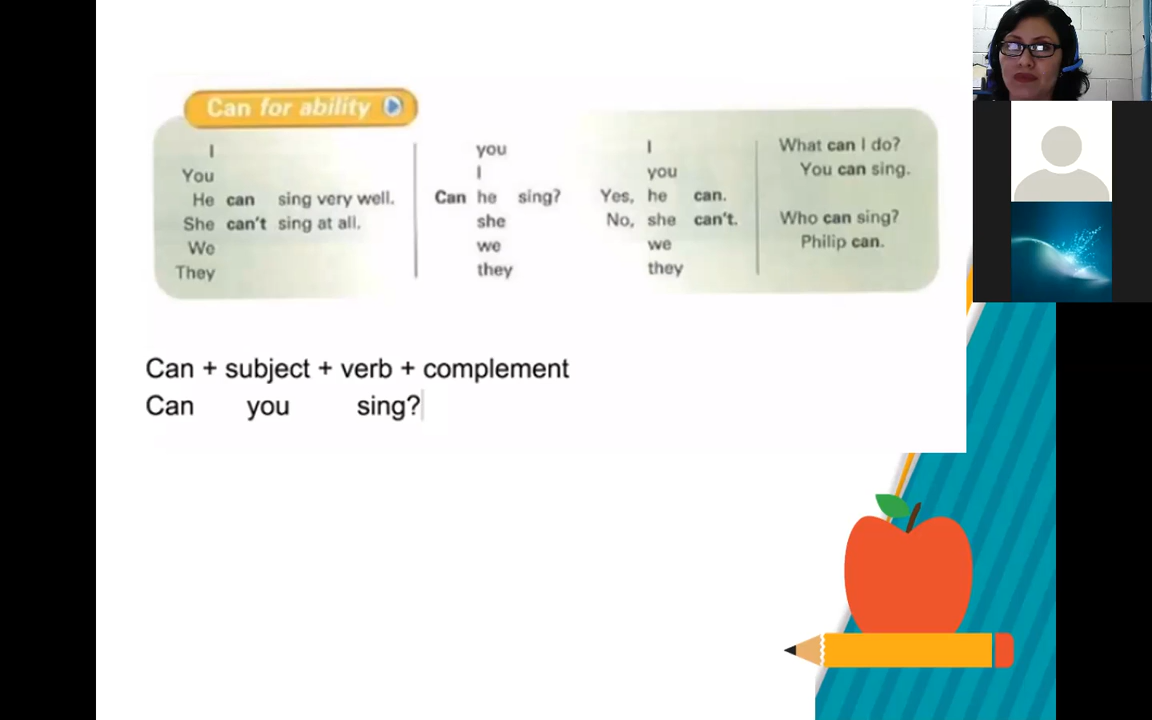 Can for ability
I
You
He can sing very well.
She can't sing at all.
We
They
you
I
Can he sing?
she
we
they
I
you
Yes, he can.
No, she can't.
we
they
What can I do?
You can sing.
Who can sing?
Philip can.
Can + subject + verb + complement
Can you sing?